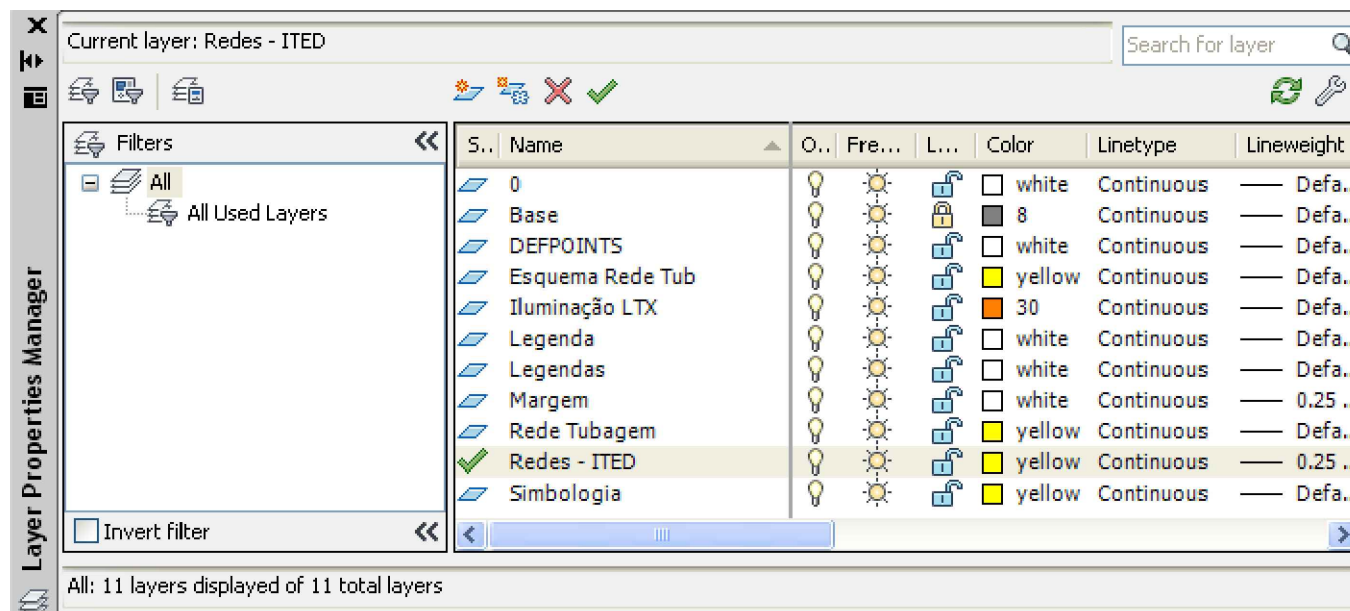 Current layer: Redes - ITED
Search for layer
Filters
All
All Used Layers
Invert filter
S.. Name O.. Fre... L... Color Linetype Lineweight
0 white Continuous Defa..
Base 8 Continuous Defa..
DEFPOINTS white Continuous Defa..
Esquema Rede Tub yellow Continuous Defa..
Iluminação LTX 30 Continuous Defa..
Legenda white Continuous Defa..
Legendas white Continuous Defa..
Margem white Continuous 0.25 ..
Rede Tubagem yellow Continuous Defa..
Redes - ITED yellow Continuous 0.25 ..
Simbologia yellow Continuous Defa..
All: 11 layers displayed of 11 total layers
Layer Properties Manager